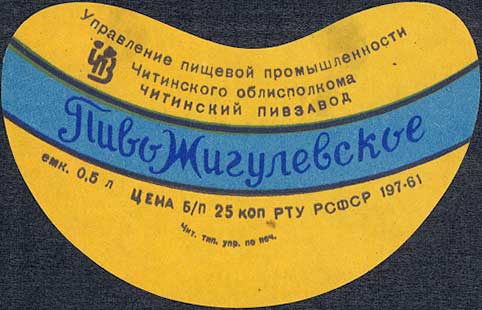 Управление пищевой промышленности
ЧПВ
Читинского облисполкома
ЧИТИНСКИЙ ПИВЗАВОД
Пиво Жигулевское
емк. 0,5 л ЦЕНА Б/П 25 КОП РТУ РСФСР 197-61
Чит. тип. упр. по печ.